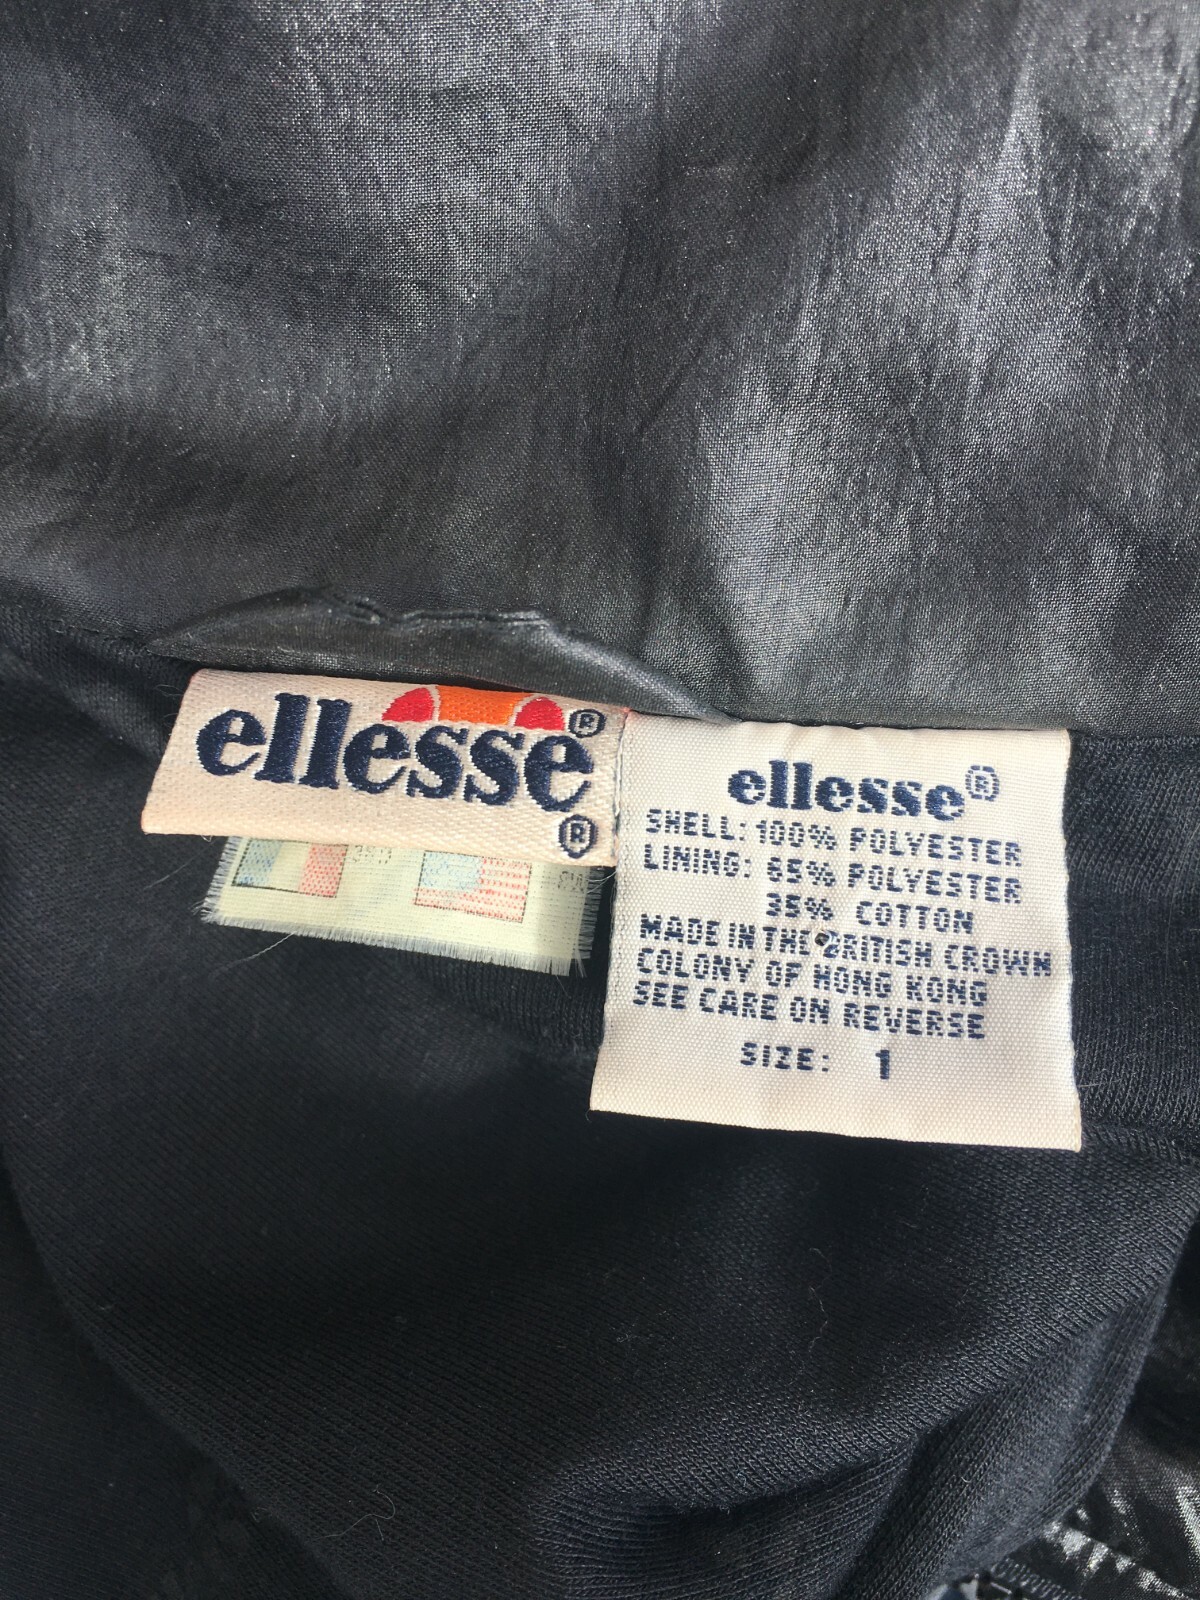 ellesse®
®
ellesse®
SHELL: 100% POLYESTER
LINING: 65% POLYESTER
35% COTTON
MADE IN THE BRITISH CROWN
COLONY OF HONG KONG
SEE CARE ON REVERSE
SIZE: 1